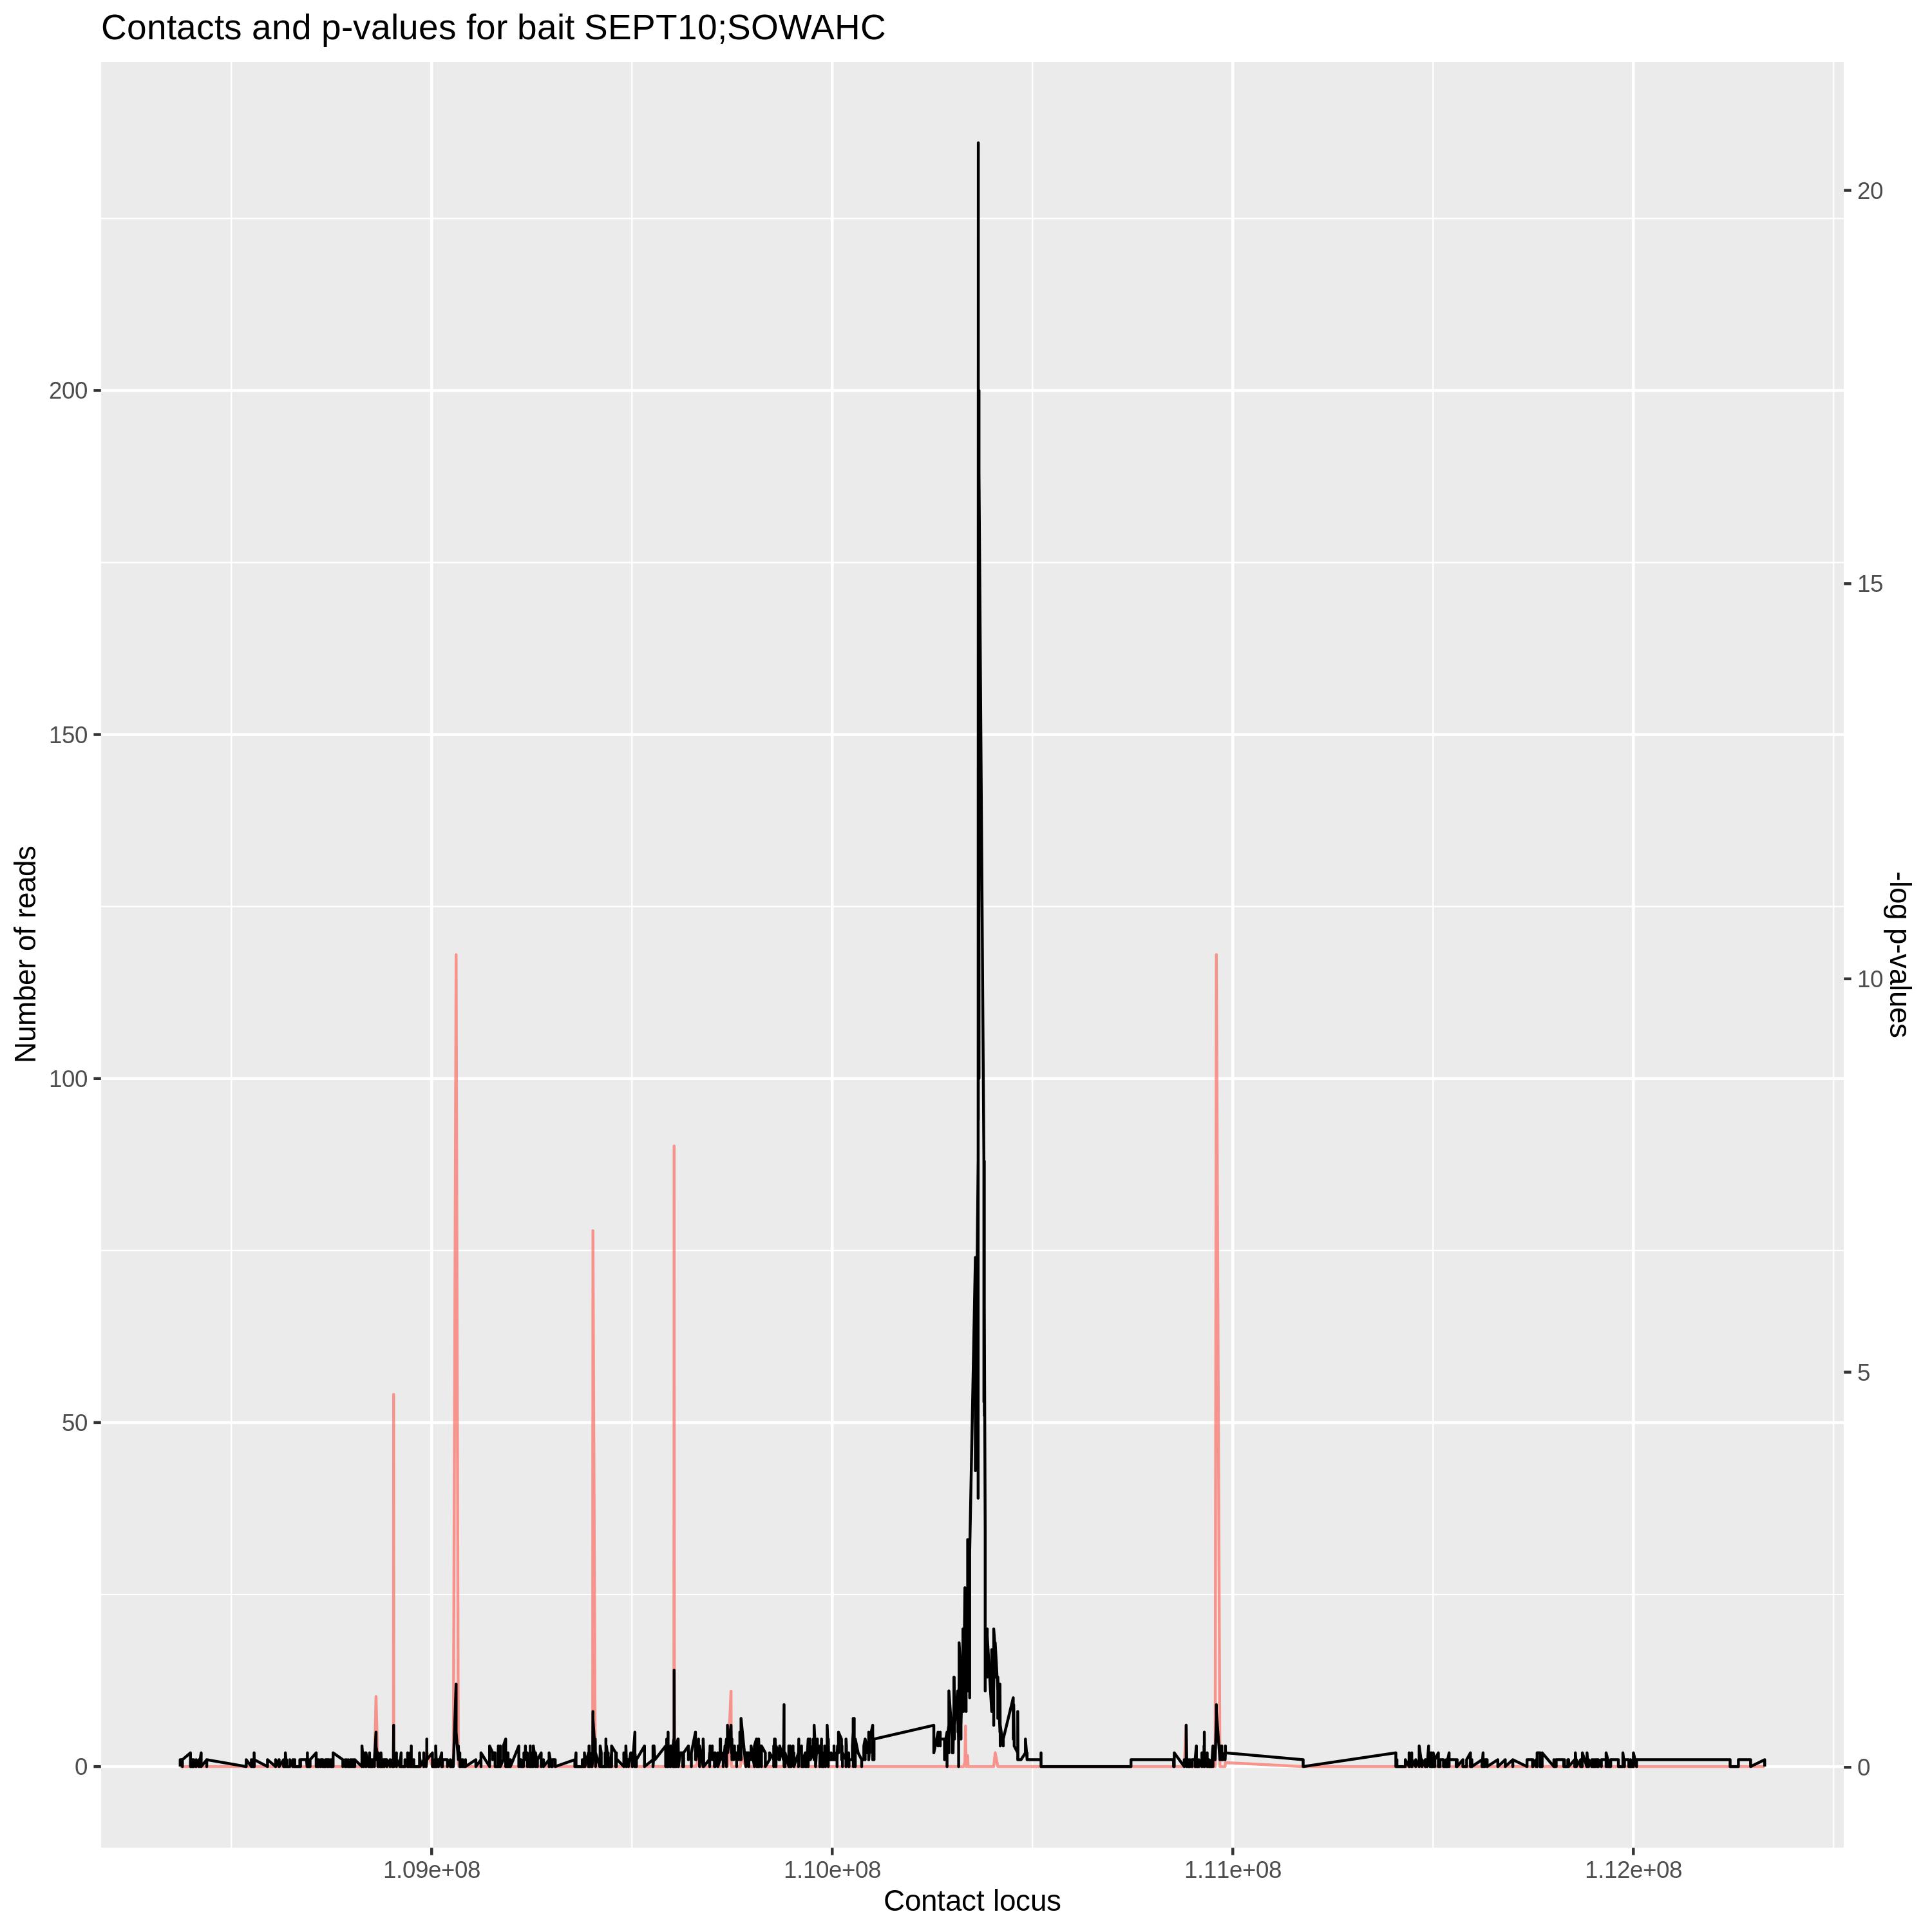 Contacts and p-values for bait SEPT10;SOWAHC
200
150
100
50
0
Number of reads
20
15
10
5
0
-log p-values
1.09e+08
1.10e+08
1.11e+08
1.12e+08
Contact locus